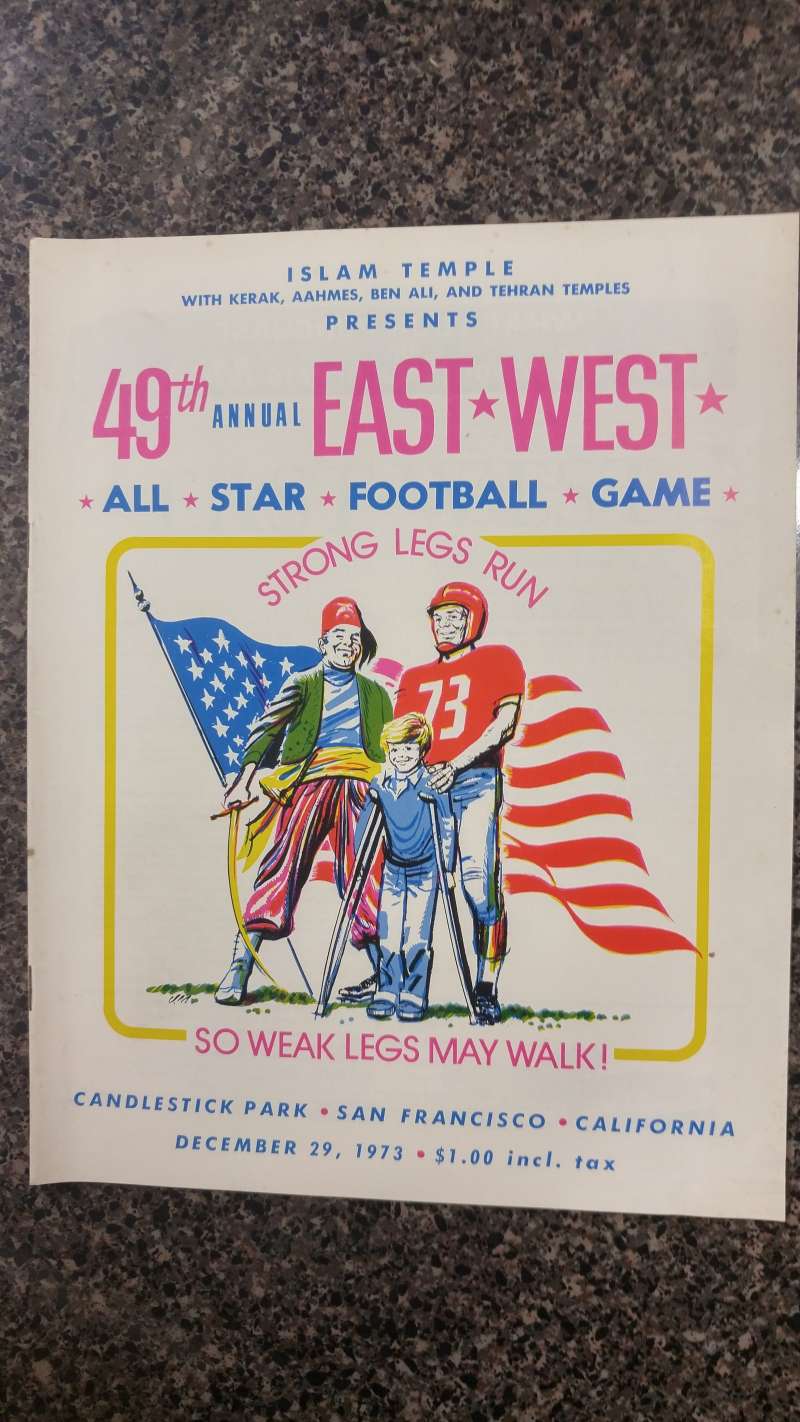 ISLAM TEMPLE
WITH KERAK, AAHMES, BEN ALI, AND TEHRAN TEMPLES
PRESENTS
49th ANNUAL EAST★WEST★
★ ALL ★ STAR ★ FOOTBALL ★ GAME ★
STRONG LEGS RUN
73
SO WEAK LEGS MAY WALK!
CANDLESTICK PARK • SAN FRANCISCO • CALIFORNIA
DECEMBER 29, 1973 • $1.00 incl. tax